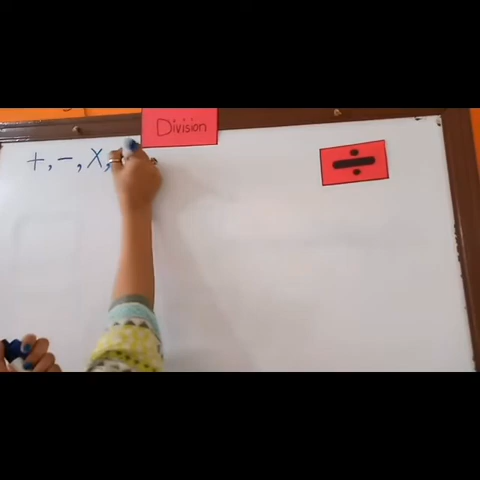 Division
+, -, X,
÷